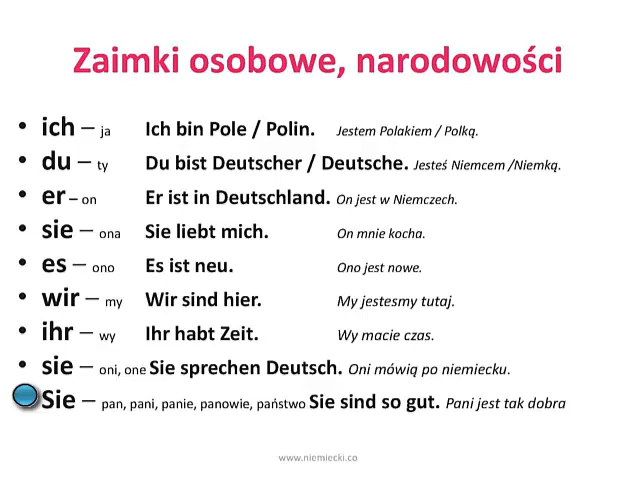 Zaimki osobowe, narodowości
• ich – ja Ich bin Pole / Polin. Jestem Polakiem / Polką.
• du – ty Du bist Deutscher / Deutsche. Jesteś Niemcem /Niemką.
• er – on Er ist in Deutschland. On jest w Niemczech.
• sie – ona Sie liebt mich. On mnie kocha.
• es – ono Es ist neu. Ono jest nowe.
• wir – my Wir sind hier. My jestesmy tutaj.
• ihr – wy Ihr habt Zeit. Wy macie czas.
• sie – oni, one Sie sprechen Deutsch. Oni mówią po niemiecku.
Sie – pan, pani, panie, panowie, państwo Sie sind so gut. Pani jest tak dobra
www.niemiecki.co